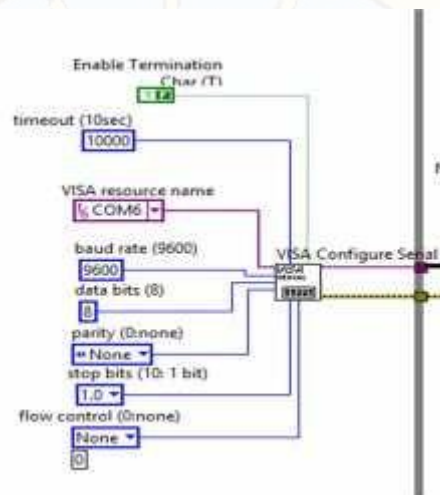 Enable Termination
Char (T)
timeout (10sec)
10000
VISA resource name
COM6
baud rate (9600)
VISA Configure Serial
9600
VISA
data bits (8)
8
parity (0:none)
None
stop bits (10: 1 bit)
1.0
flow control (0:none)
None
0